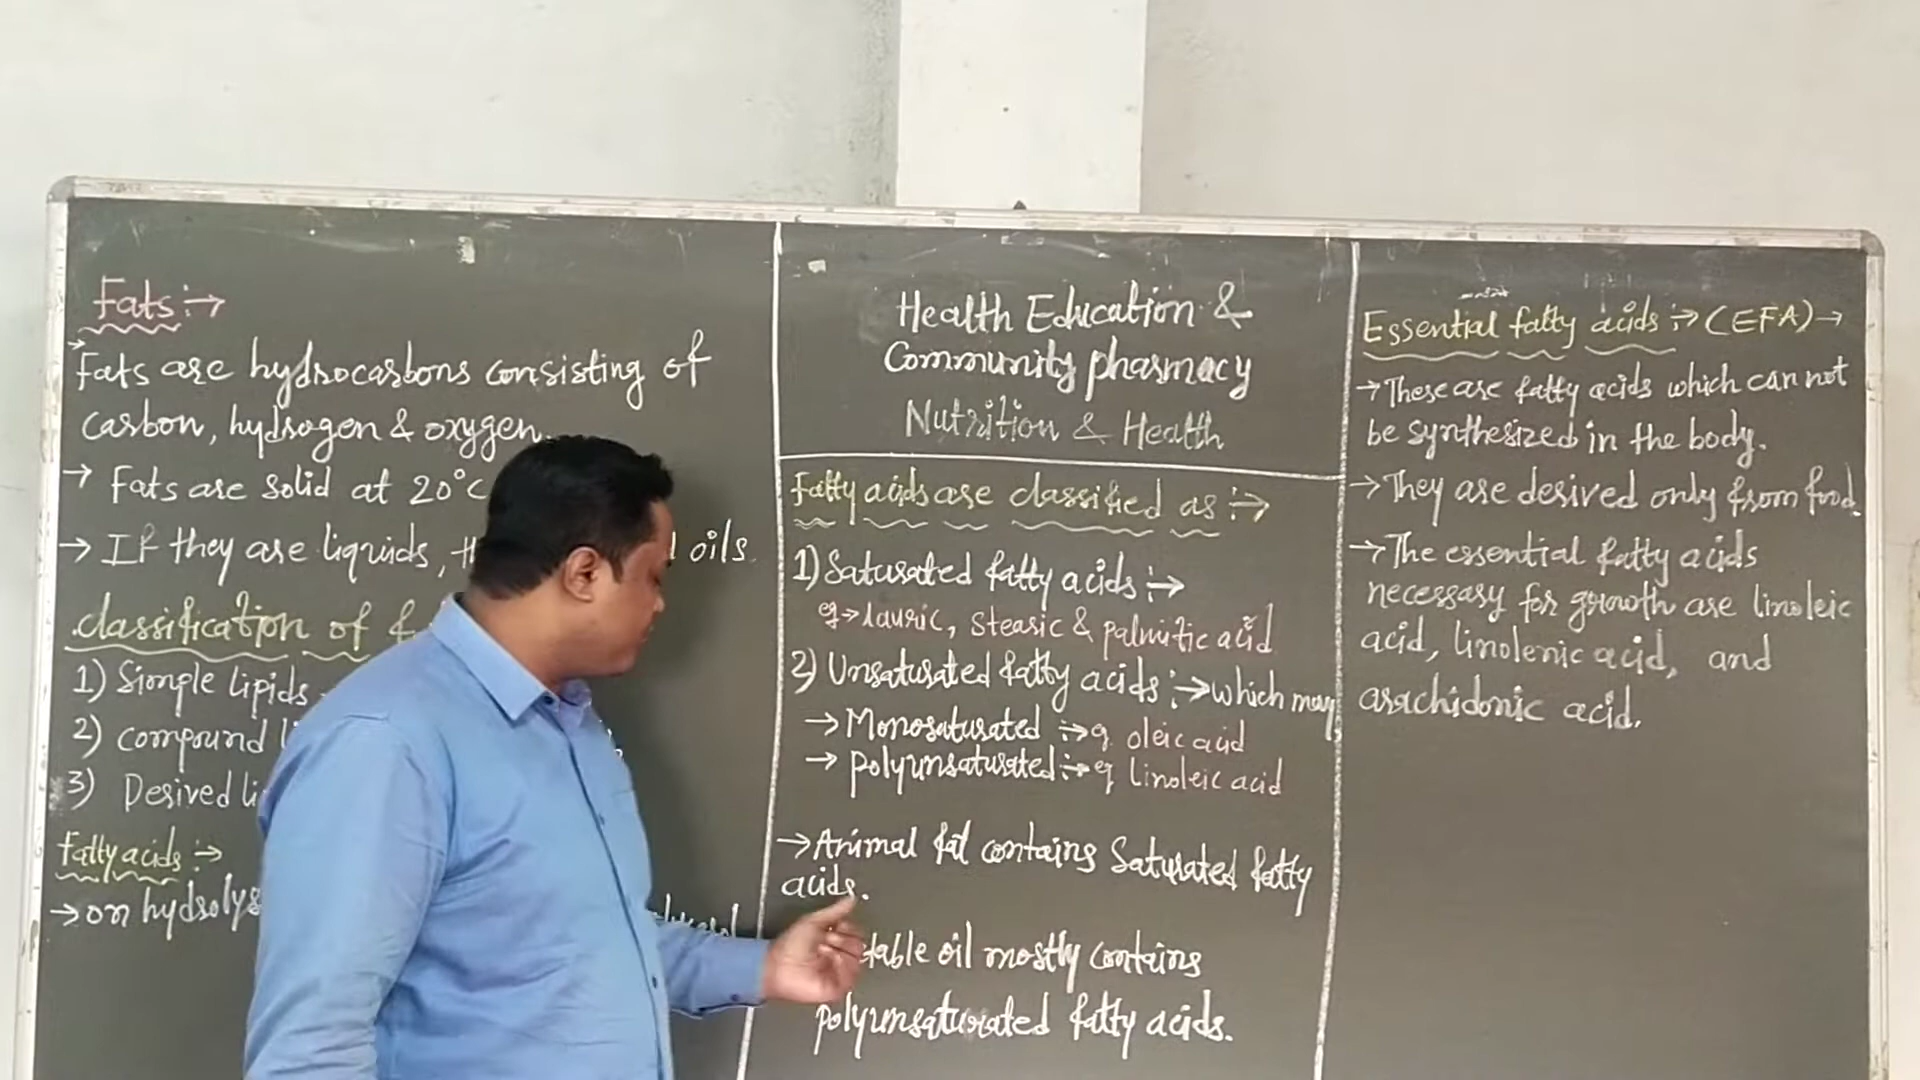 Fats :→
→ Fats are hydrocarbons consisting of
carbon, hydrogen & oxygen.
→ Fats are solid at 20°C
→ If they are liquids, oils.
classification of
1) Simple lipids
2) compound
3) Derived
Fatty acids :→
→ on
Health Education &
Community pharmacy
Nutrition & Health
Fatty acids are classified as :→
1) Saturated fatty acids :→
eg → lauric, Stearic & palmitic acid
2) Unsaturated fatty acids :→ which may
→ Monosaturated :→ eg. oleic acid
→ polyunsaturated :→ eg linoleic acid
→ Animal fat contains Saturated fatty
acids.
oil mostly contains
polyunsaturated fatty acids.
Essential fatty acids :→ (EFA) →
→ These are fatty acids which can not
be synthesized in the body.
→ They are desired only from food.
→ The essential fatty acids
necessary for growth are linoleic
acid, linolenic acid, and
arachidonic acid.